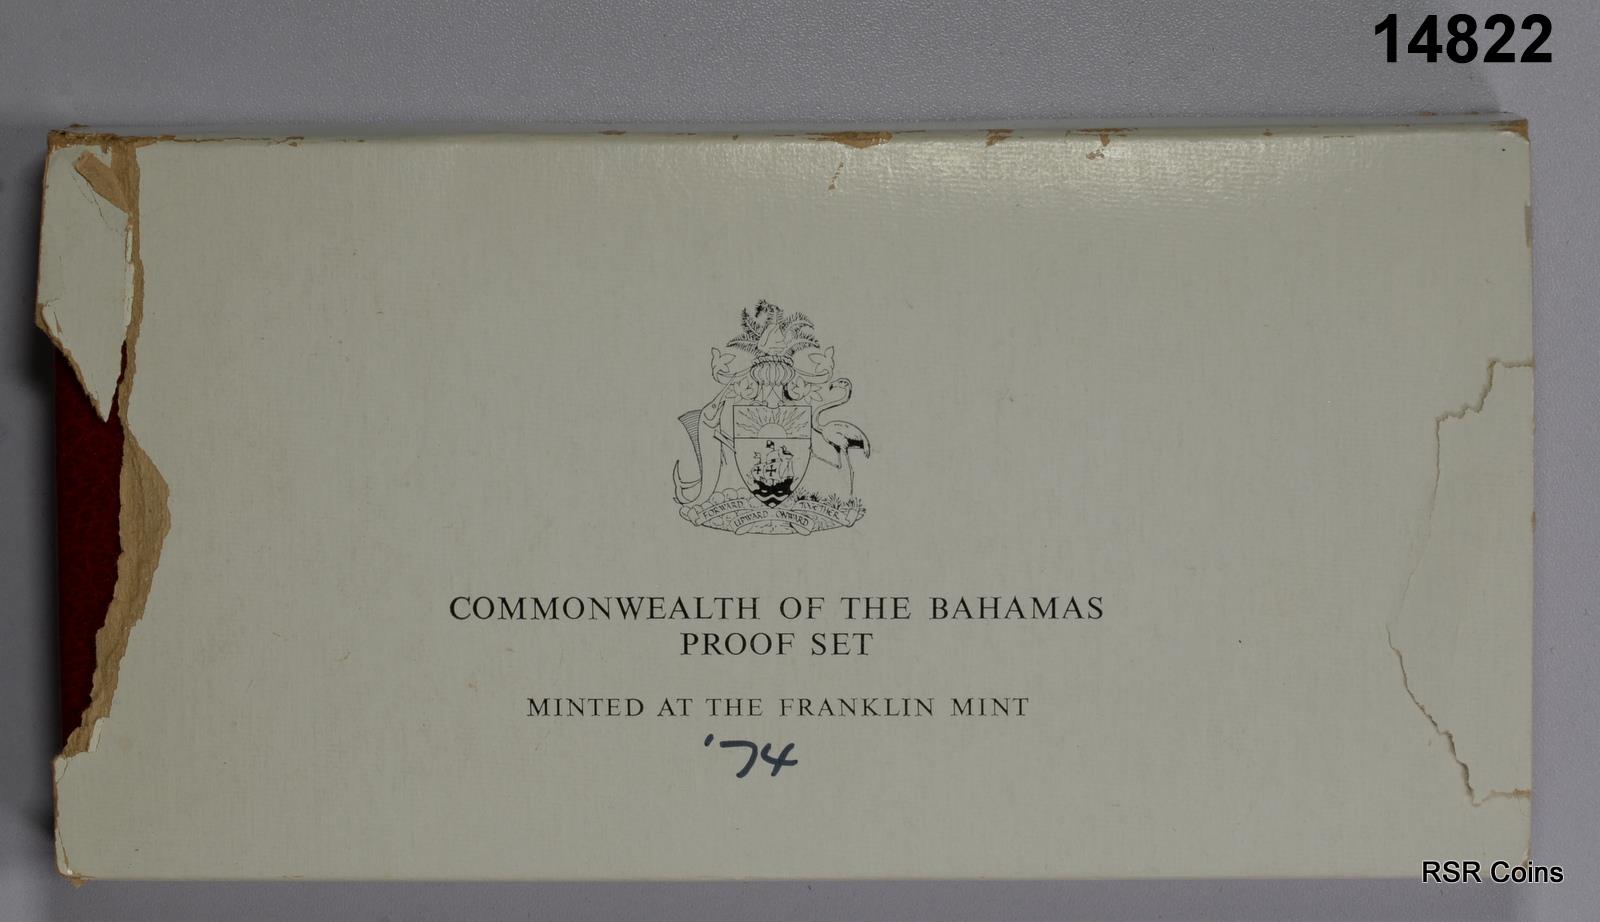 14822
FORWARD UPWARD ONWARD TOGETHER
COMMONWEALTH OF THE BAHAMAS
PROOF SET
MINTED AT THE FRANKLIN MINT
'74
RSR Coins